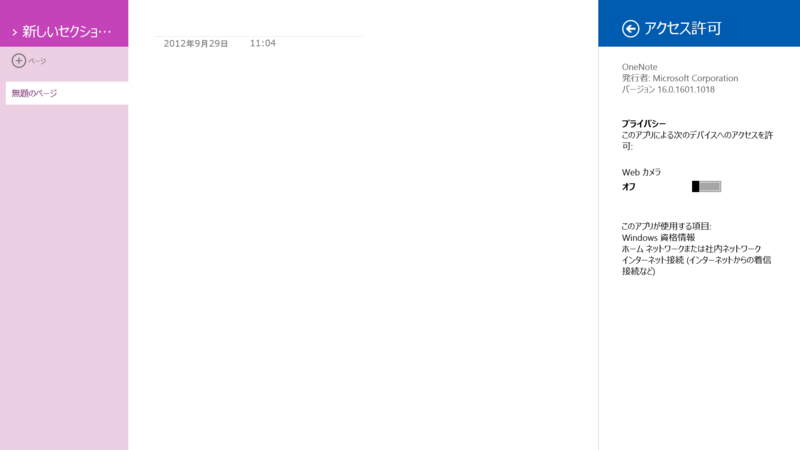 新しいセクショ…
ページ
無題のページ
2012年9月29日 11:04
アクセス許可
OneNote
発行者: Microsoft Corporation
バージョン 16.0.1601.1018
プライバシー
このアプリによる次のデバイスへのアクセスを許
可:
Web カメラ
オフ
このアプリが使用する項目:
Windows 資格情報
ホーム ネットワークまたは社内ネットワーク
インターネット接続 (インターネットからの着信
接続など)